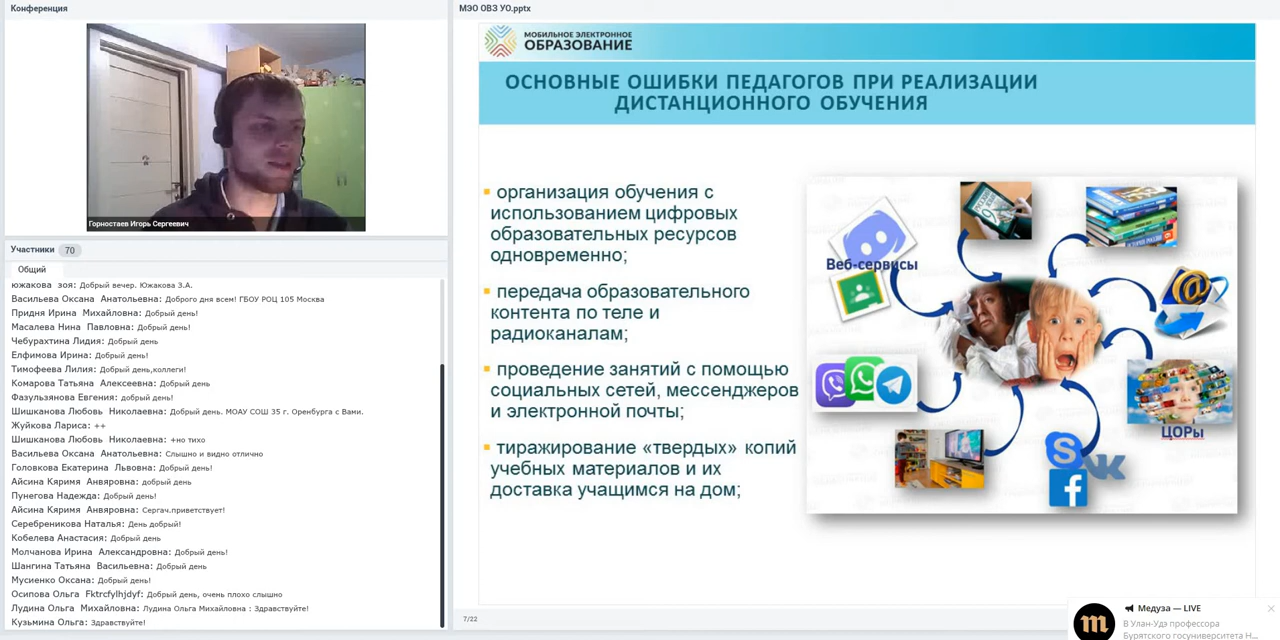 Конференция
Горностаев Игорь Сергеевич
Участники 70
Общий
южакова зоя: Добрый вечер. Южакова З.А.
Васильева Оксана Анатольевна: Доброго дня всем! ГБОУ РОЦ 105 Москва
Придня Ирина Михайловна: Добрый день!
Масалева Нина Павловна: Добрый день!
Чебурахтина Лидия: Добрый день
Елфимова Ирина: Добрый день!
Тимофеева Лилия: Добрый день,коллеги!
Комарова Татьяна Алексеевна: Добрый день
Фазульзянова Евгения: добрый день!
Шишканова Любовь Николаевна: Добрый день. МОАУ СОШ 35 г. Оренбурга с Вами.
Жуйкова Лариса: ++
Шишканова Любовь Николаевна: +но тихо
Васильева Оксана Анатольевна: Слышно и видно отлично
Головкова Екатерина Львовна: Добрый день!
Айсина Кяримя Анвяровна: добрый день
Пунегова Надежда: Добрый день!
Айсина Кяримя Анвяровна: Сергач.приветствует!
Серебреникова Наталья: День добрый!
Кобелева Анастасия: Добрый день
Молчанова Ирина Александровна: Добрый день!
Шангина Татьяна Васильевна: Добрый день
Мусиенко Оксана: Добрый день!
Осипова Ольга Fktrcfylhjdyf: Добрый день, очень плохо слышно
Лудина Ольга Михайловна: Лудина Ольга Михайловна : Здравствуйте!
Кузьмина Ольга: Здравствуйте!
МЭО ОВЗ УО.pptx
МОБИЛЬНОЕ ЭЛЕКТРОННОЕ
ОБРАЗОВАНИЕ
ОСНОВНЫЕ ОШИБКИ ПЕДАГОГОВ ПРИ РЕАЛИЗАЦИИ
ДИСТАНЦИОННОГО ОБУЧЕНИЯ
организация обучения с
использованием цифровых
образовательных ресурсов
одновременно;
передача образовательного
контента по теле и
радиоканалам;
проведение занятий с помощью
социальных сетей, мессенджеров
и электронной почты;
тиражирование «твердых» копий
учебных материалов и их
доставка учащимся на дом;
Веб-сервисы
ЦОРы
7/22
Медуза — LIVE
В Улан-Удэ профессора
Бурятского госуниверситета Н...